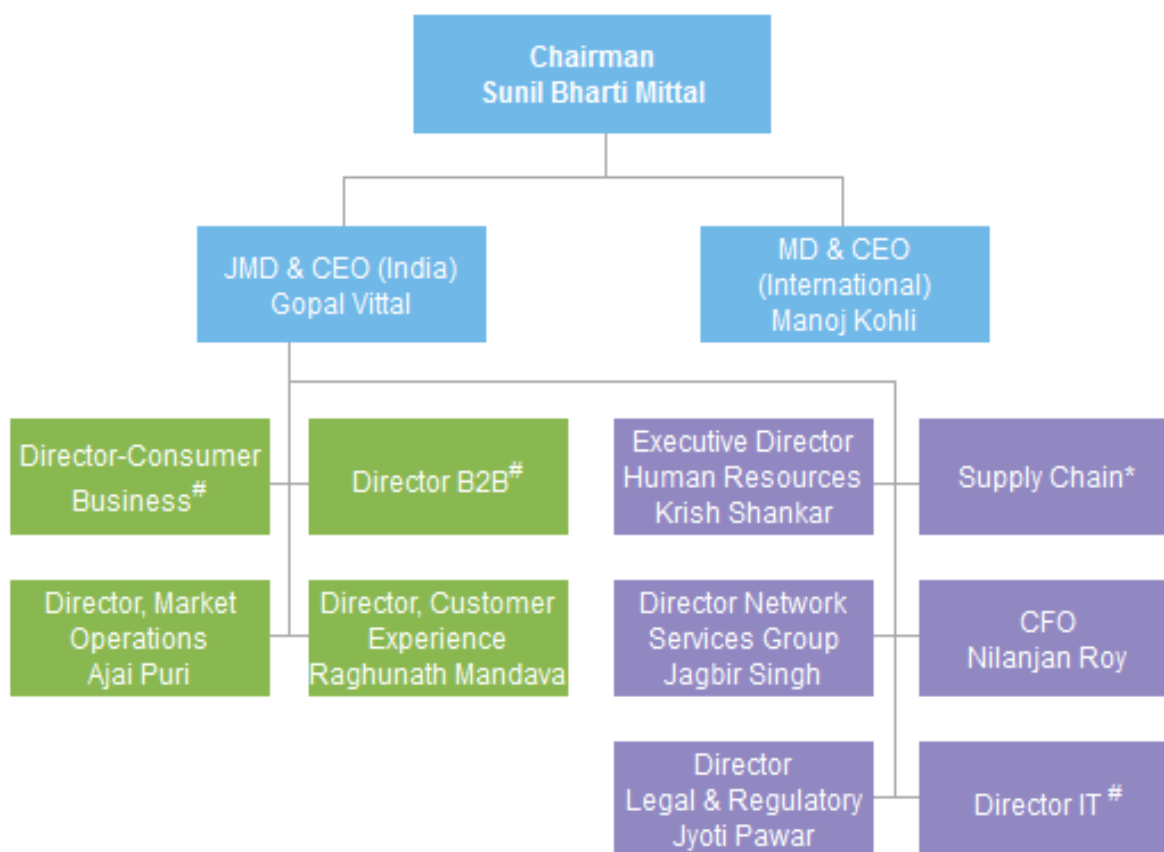 Chairman
Sunil Bharti Mittal
JMD & CEO (India)
Gopal Vittal
MD & CEO
(International)
Manoj Kohli
Director-Consumer
Business#
Director B2B#
Executive Director
Human Resources
Krish Shankar
Supply Chain*
Director, Market
Operations
Ajai Puri
Director, Customer
Experience
Raghunath Mandava
Director Network
Services Group
Jagbir Singh
CFO
Nilanjan Roy
Director
Legal & Regulatory
Jyoti Pawar
Director IT #